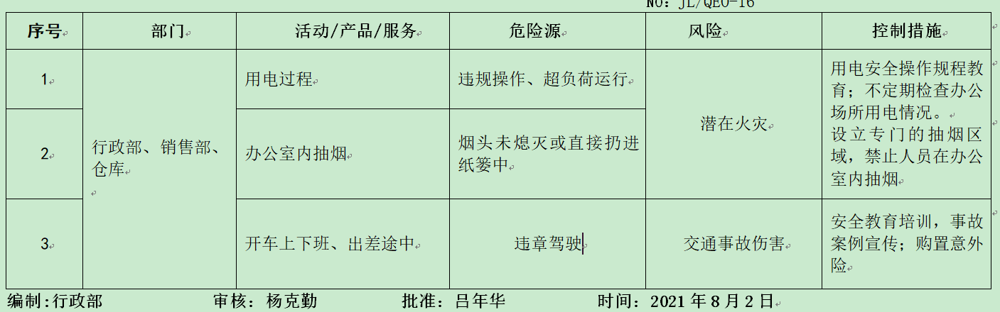 NO: JL/QEO-16
序号 部门 活动/产品/服务 危险源 风险 控制措施
1
行政部、销售部、
仓库
用电过程
违规操作、超负荷运行
潜在火灾
用电安全操作规程教
育；不定期检查办公
场所用电情况。
设立专门的抽烟区
域，禁止人员在办公
室内抽烟
2
办公室内抽烟
烟头未熄灭或直接扔进
纸篓中
3
开车上下班、出差途中
违章驾驶
交通事故伤害
安全教育培训，事故
案例宣传；购置意外
险
编制:行政部 审核：杨克勤 批准：吕年华 时间：2021年8月2日